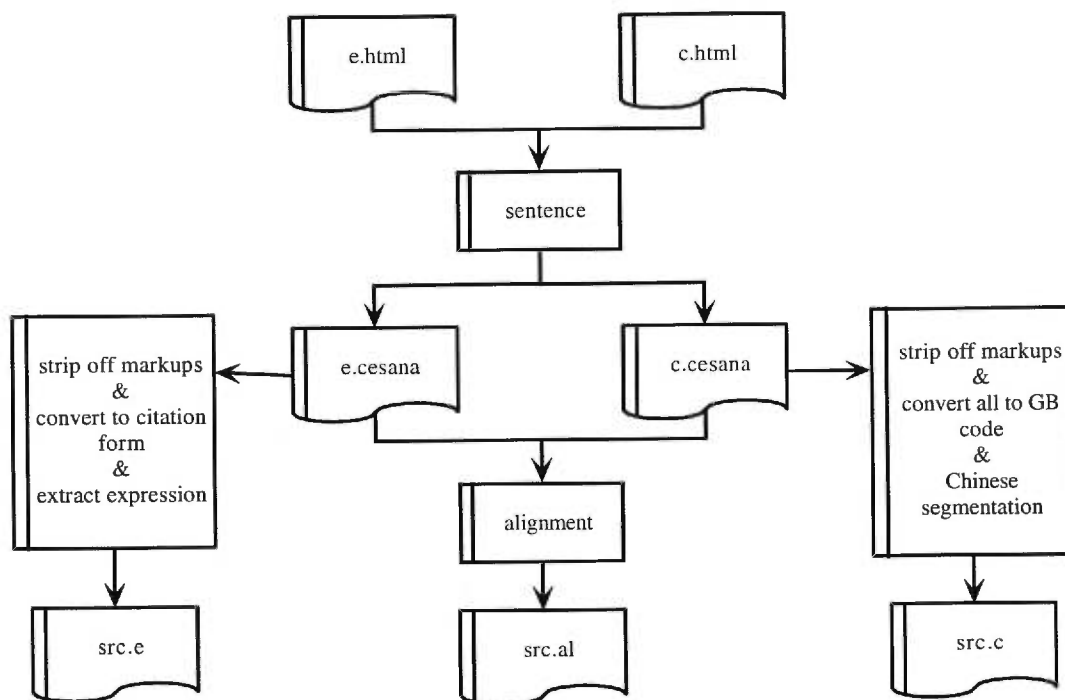 e.html
c.html
sentence
e.cesana
c.cesana
strip off markups
&
convert to citation
form
&
extract expression
strip off markups
&
convert all to GB
code
&
Chinese
segmentation
alignment
src.e
src.al
src.c